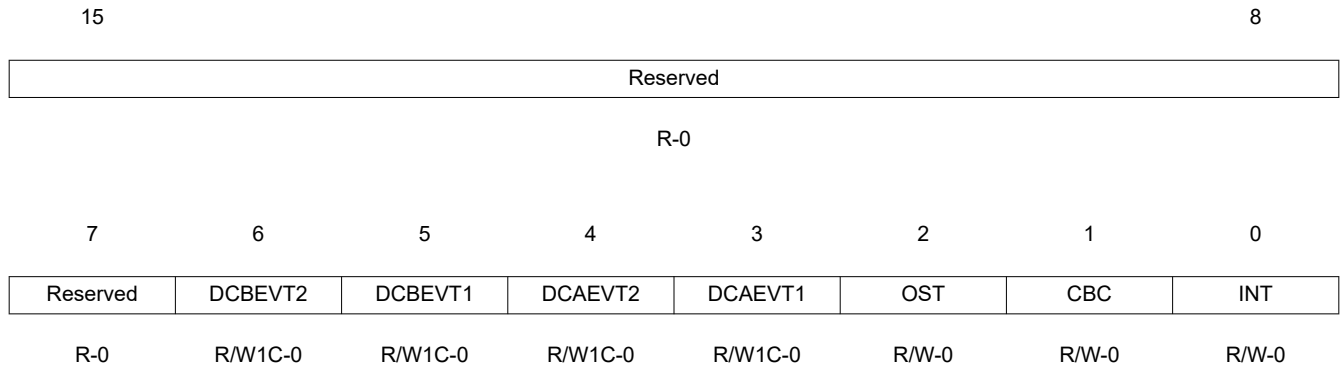 15 8
Reserved
R-0
7 6 5 4 3 2 1 0
Reserved DCBEVT2 DCBEVT1 DCAEVT2 DCAEVT1 OST CBC INT
R-0 R/W1C-0 R/W1C-0 R/W1C-0 R/W1C-0 R/W-0 R/W-0 R/W-0